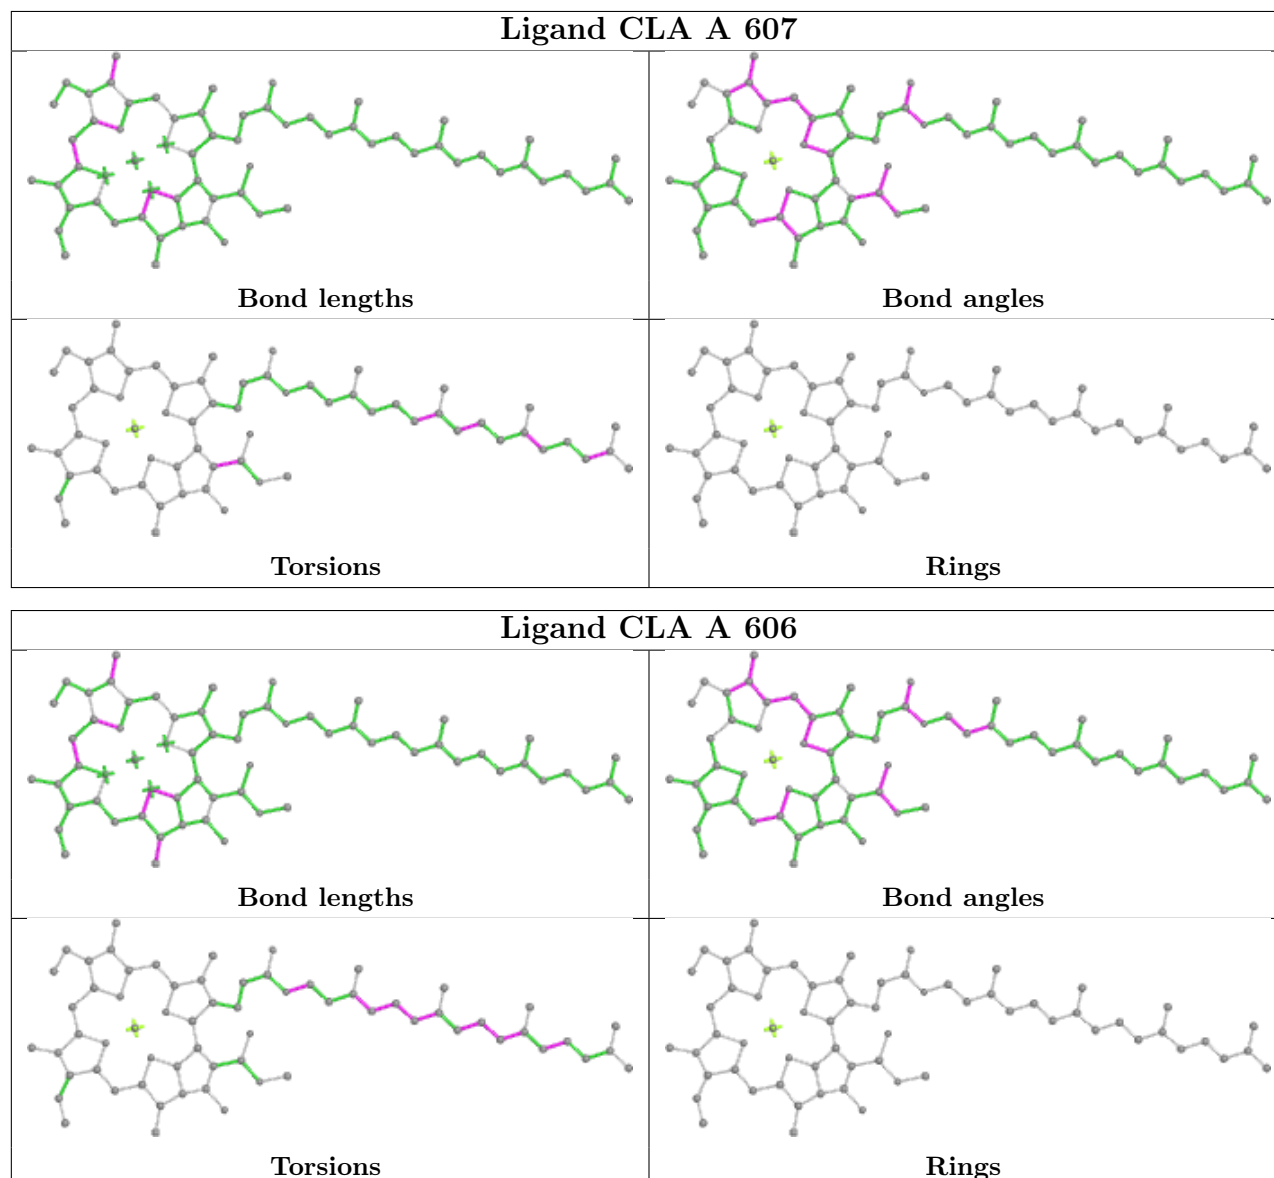 Ligand CLA A 607
Bond lengths
Bond angles
Torsions
Rings
Ligand CLA A 606
Bond lengths
Bond angles
Torsions
Rings